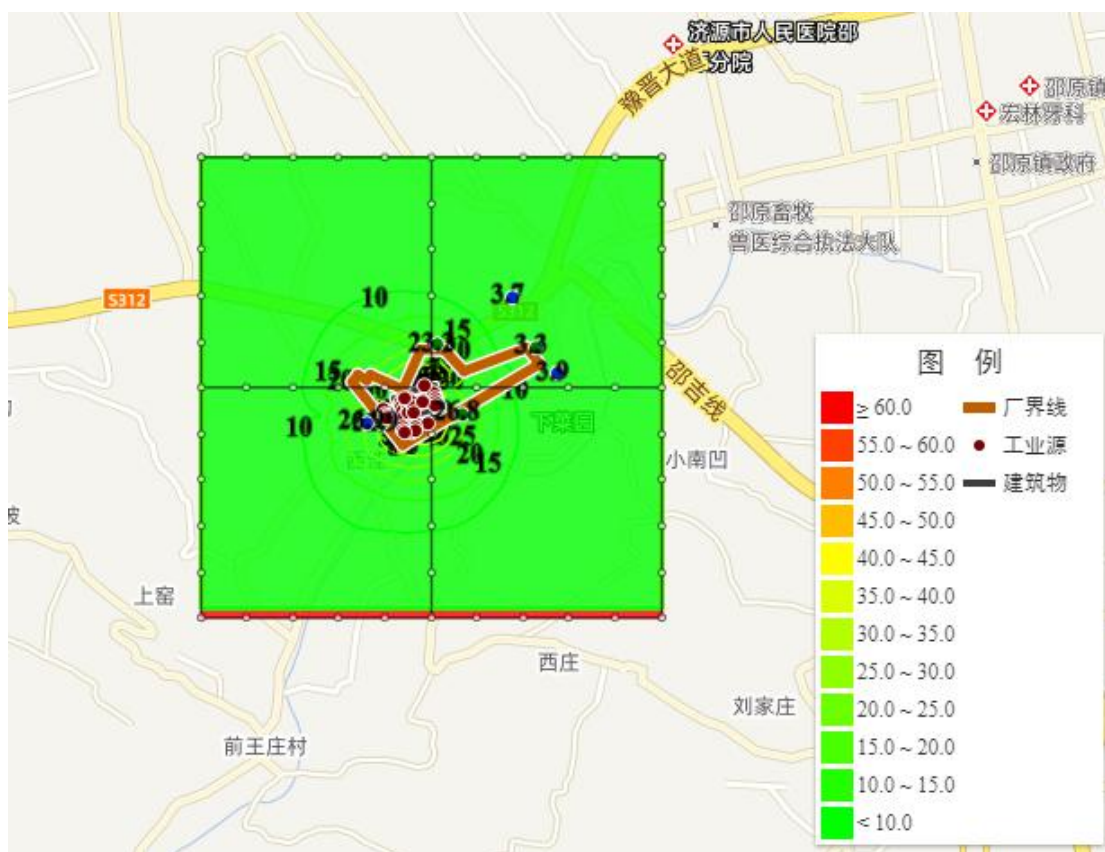 济源市人民医院邵
分院
豫晋大道
邵原镇
宏林牙科
邵原镇政府
邵原畜牧
兽医综合执法大队
S312
10
3.7
S312
15
3.3
15
3.9
10
26.8
10
下菜园
25
20
15
邵吉线
小南凹
上窑
西庄
刘家庄
前王庄村
图 例
≥ 60.0
厂界线
55.0 ~ 60.0
工业源
50.0 ~ 55.0
建筑物
45.0 ~ 50.0
40.0 ~ 45.0
35.0 ~ 40.0
30.0 ~ 35.0
25.0 ~ 30.0
20.0 ~ 25.0
15.0 ~ 20.0
10.0 ~ 15.0
< 10.0